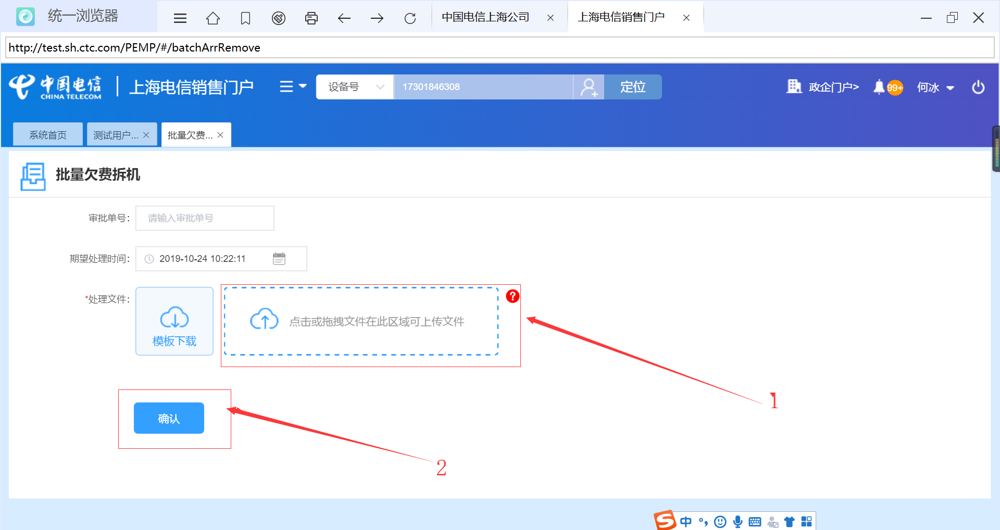 统一浏览器
中国电信上海公司
上海电信销售门户
http://test.sh.ctc.com/PEMP/#/batchArrRemove
中国电信
CHINA TELECOM
上海电信销售门户
设备号
17301846308
定位
政企门户>
99+
何冰
系统首页
测试用户...
批量欠费...
批量欠费拆机
审批单号：
请输入审批单号
期望处理时间：
2019-10-24 10:22:11
*处理文件：
模板下载
点击或拖拽文件在此区域可上传文件
?
1
确认
2
S 中 °,